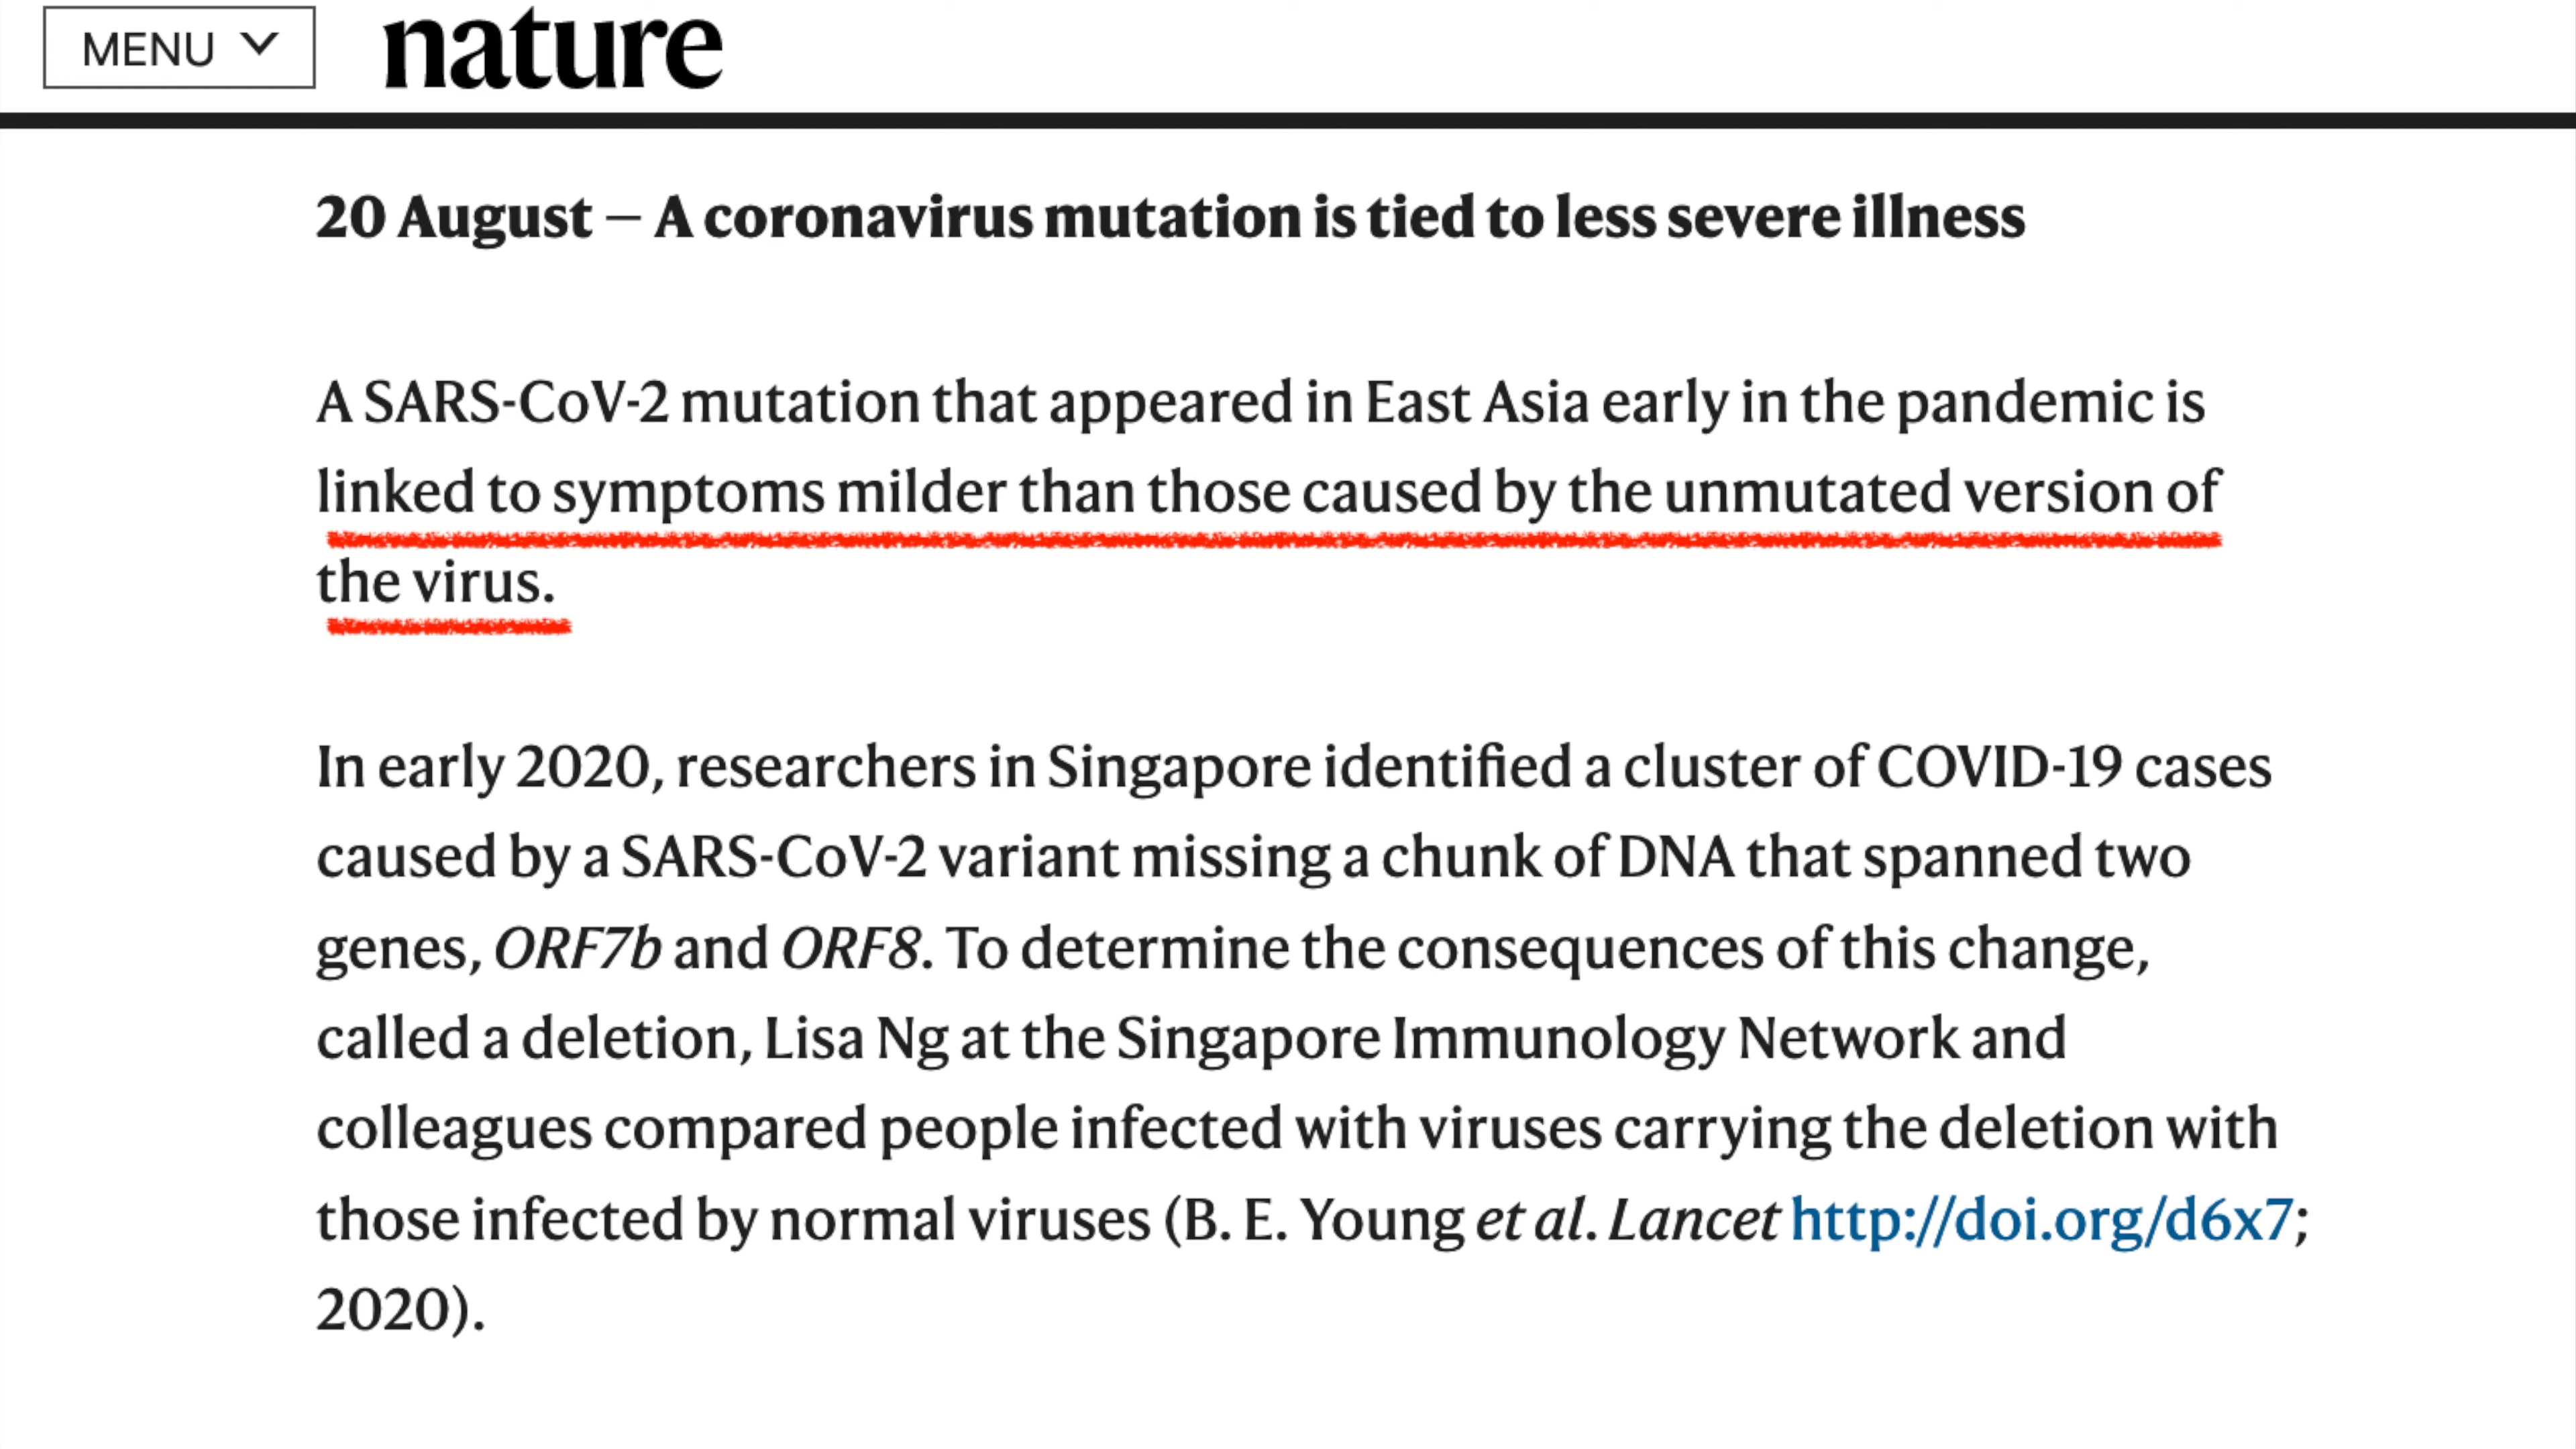 MENU
nature
20 August — A coronavirus mutation is tied to less severe illness
A SARS-CoV-2 mutation that appeared in East Asia early in the pandemic is
linked to symptoms milder than those caused by the unmutated version of
the virus.
In early 2020, researchers in Singapore identified a cluster of COVID-19 cases
caused by a SARS-CoV-2 variant missing a chunk of DNA that spanned two
genes, ORF7b and ORF8. To determine the consequences of this change,
called a deletion, Lisa Ng at the Singapore Immunology Network and
colleagues compared people infected with viruses carrying the deletion with
those infected by normal viruses (B. E. Young et al. Lancet http://doi.org/d6x7;
2020).